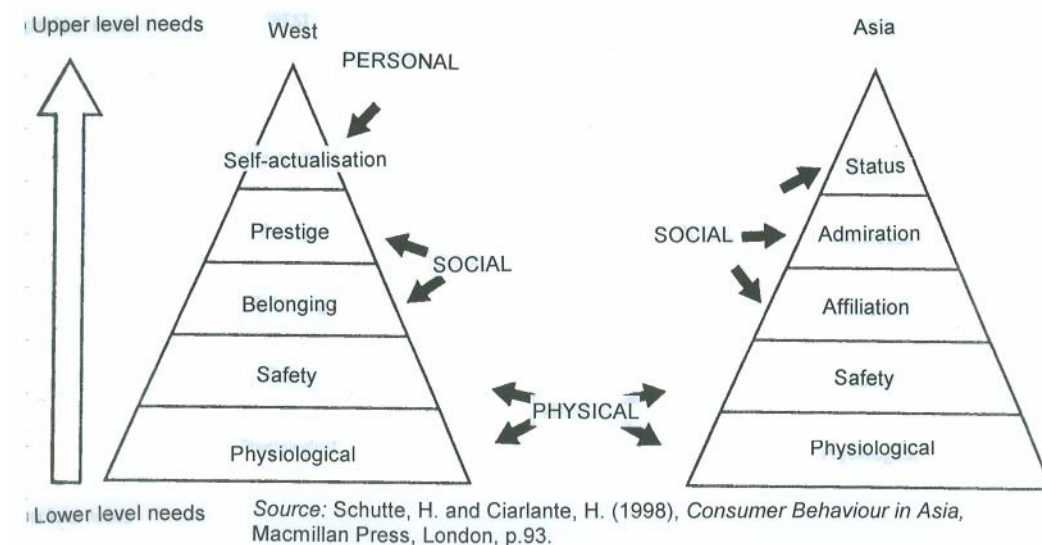 Upper level needs
West
Asia
PERSONAL
Self-actualisation
Status
Prestige
SOCIAL
SOCIAL
Admiration
Belonging
Affiliation
Safety
Safety
PHYSICAL
Physiological
Physiological
Lower level needs
Source: Schutte, H. and Ciarlante, H. (1998), Consumer Behaviour in Asia,
Macmillan Press, London, p.93.